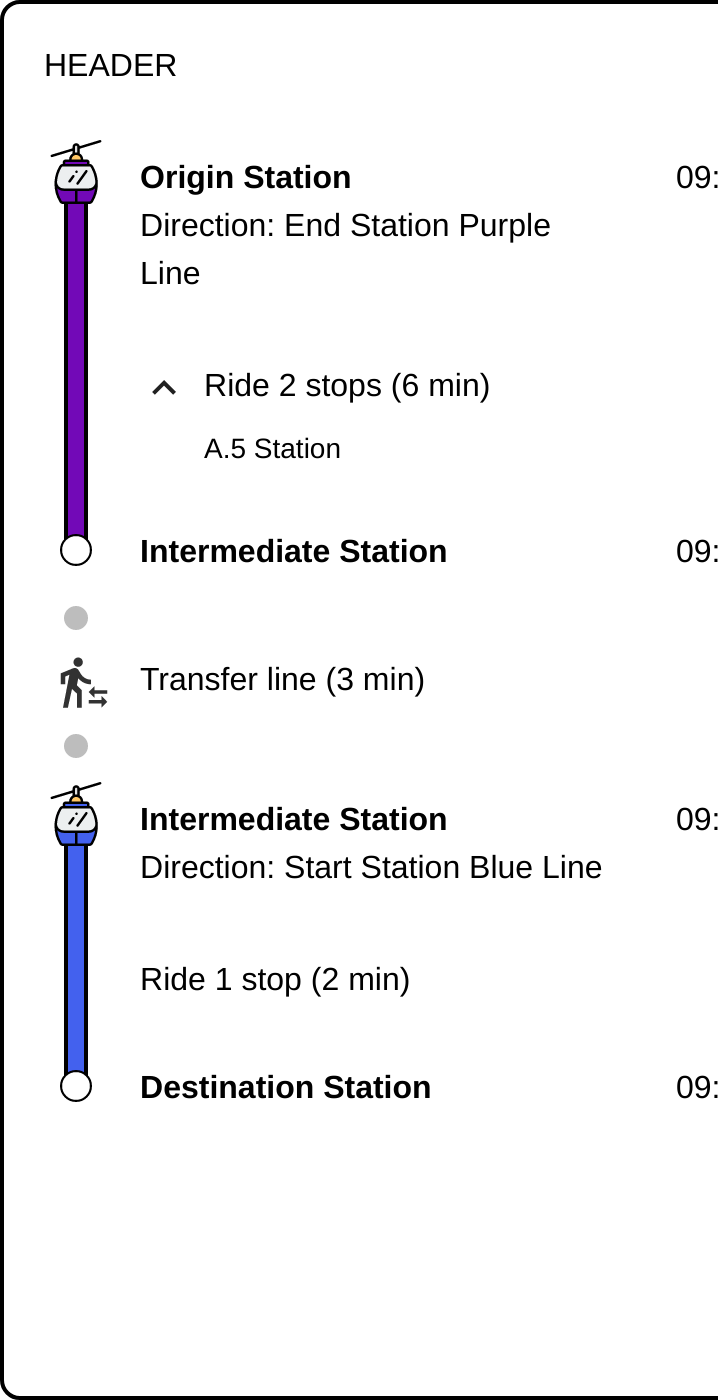 HEADER
Origin Station 09:
Direction: End Station Purple
Line
Ride 2 stops (6 min)
A.5 Station
Intermediate Station 09:
Transfer line (3 min)
Intermediate Station 09:
Direction: Start Station Blue Line
Ride 1 stop (2 min)
Destination Station 09: